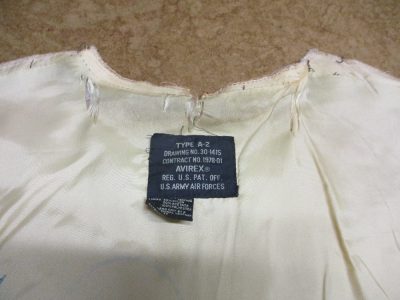 TYPE A-2
DRAWING NO. 30-1415
CONTRACT NO. 1978-01
AVIREX®
REG. U.S. PAT. OFF.
U.S. ARMY AIR FORCES